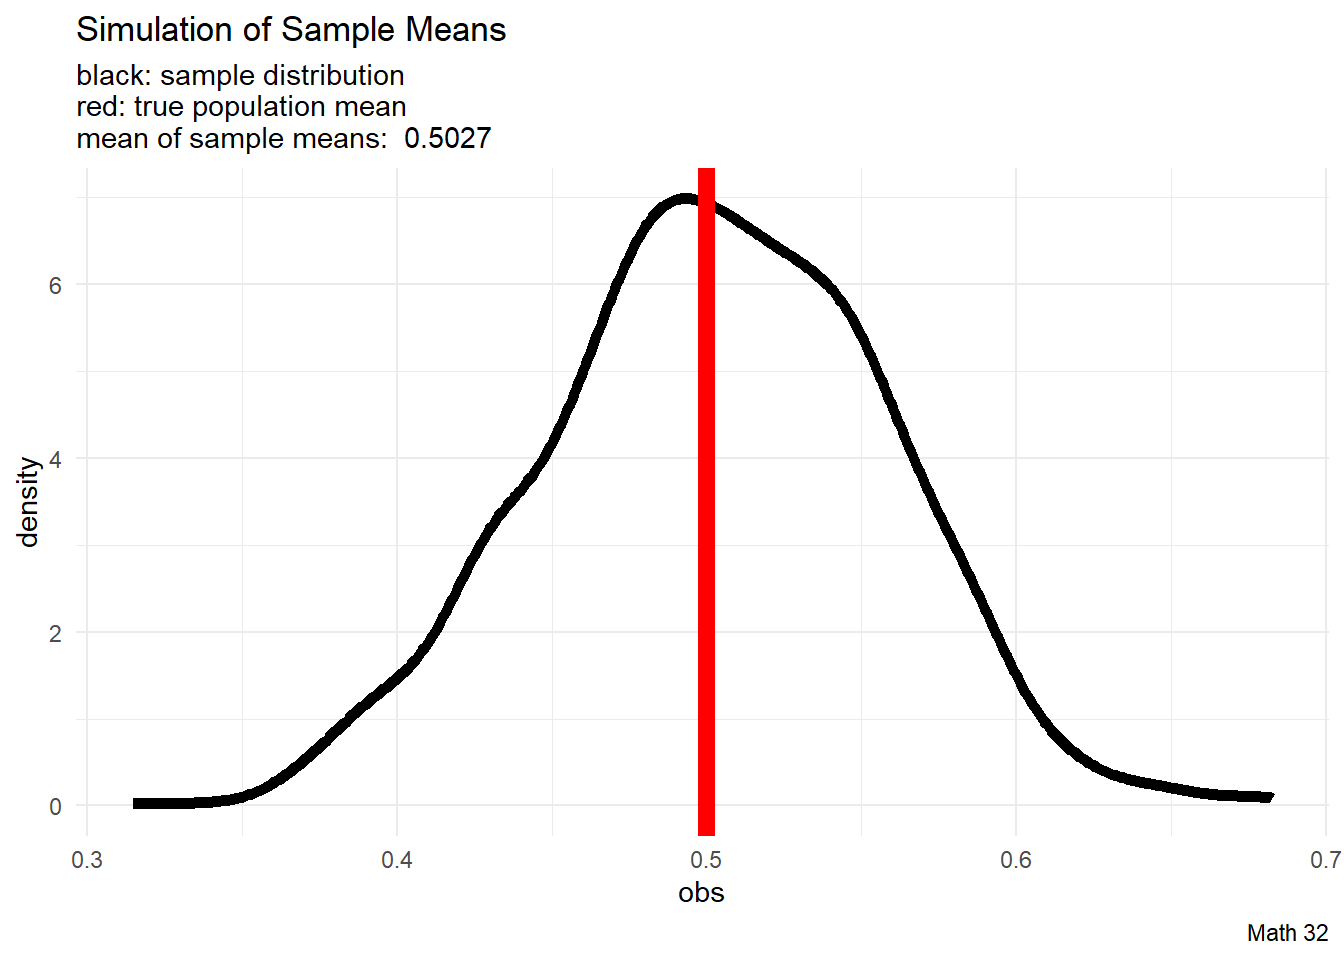 Simulation of Sample Means
black: sample distribution
red: true population mean
mean of sample means:  0.5027
density
6
4
2
0
0.3
0.4
0.5
0.6
0.7
obs
Math 32